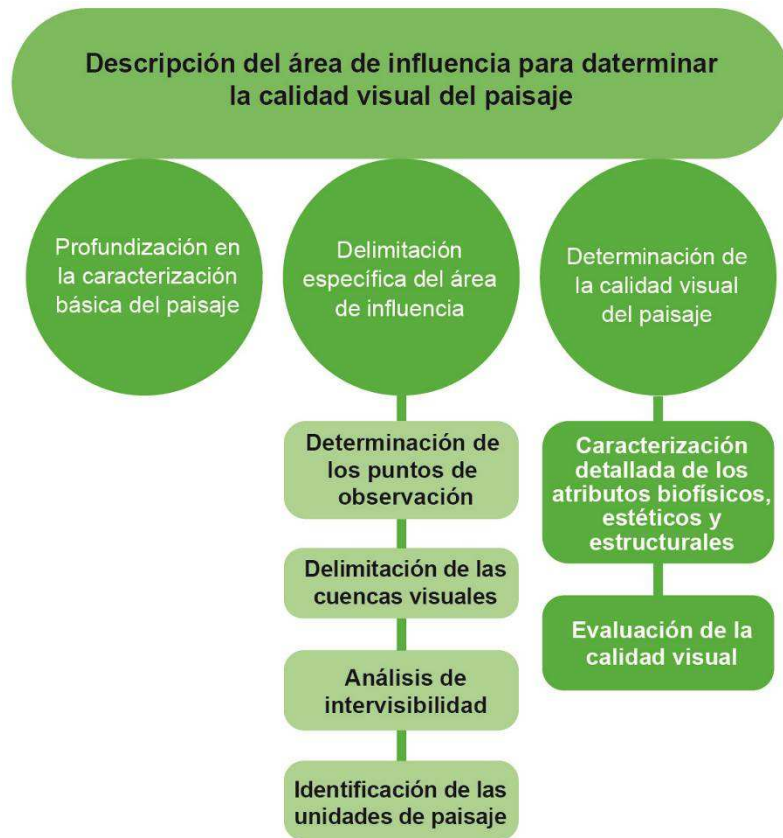 Descripción del área de influencia para daterminar
la calidad visual del paisaje
Profundización en
la caracterización
básica del paisaje
Delimitación
específica del área
de influencia
Determinación de
la calidad visual
del paisaje
Determinación de
los puntos de
observación
Delimitación de las
cuencas visuales
Análisis de
intervisibilidad
Identificación de las
unidades de paisaje
Caracterización
detallada de los
atributos biofísicos,
estéticos y
estructurales
Evaluación de la
calidad visual